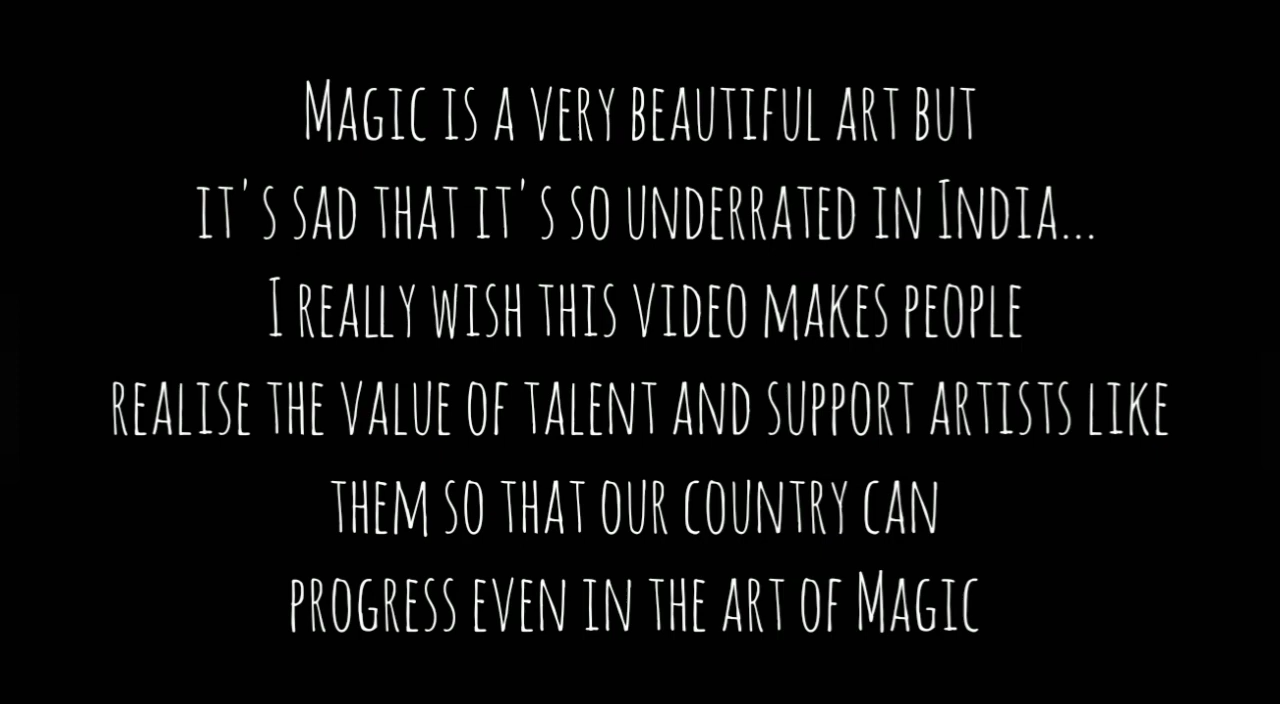 Magic is a very beautiful art but
it's sad that it's so underrated in India...
I really wish this video makes people
realise the value of talent and support artists like
them so that our country can
progress even in the art of Magic